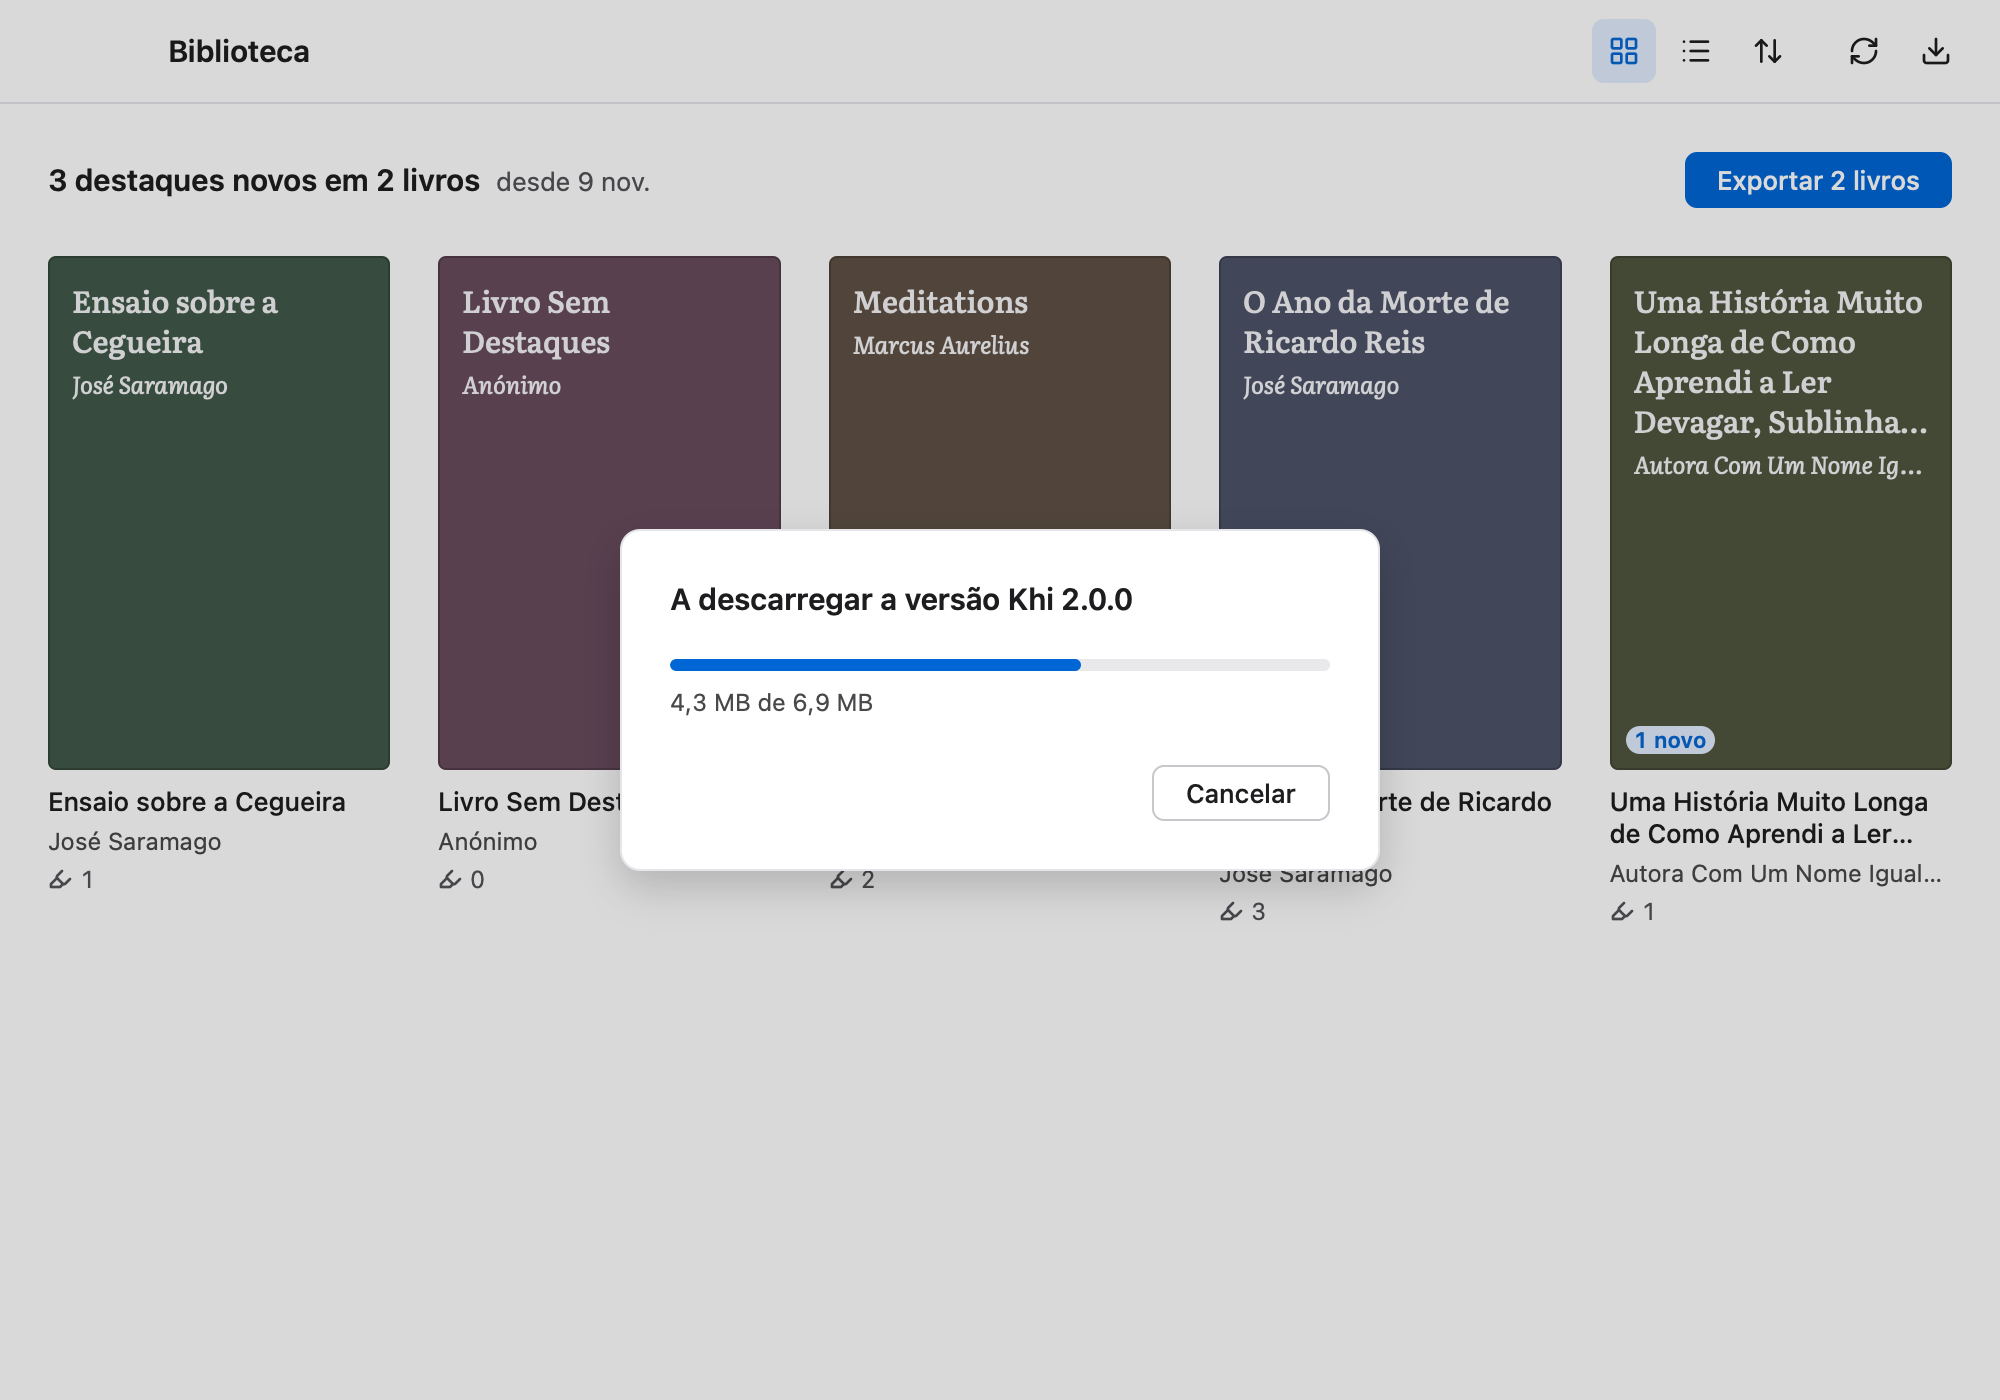 Biblioteca
3 destaques novos em 2 livros desde 9 nov.
Exportar 2 livros
Ensaio sobre a
Cegueira
José Saramago
Livro Sem
Destaques
Anónimo
Meditations
Marcus Aurelius
O Ano da Morte de
Ricardo Reis
José Saramago
Uma História Muito
Longa de Como
Aprendi a Ler
Devagar, Sublinha...
Autora Com Um Nome Ig...
1 novo
A descarregar a versão Khi 2.0.0
4,3 MB de 6,9 MB
Cancelar
Ensaio sobre a Cegueira
José Saramago
1
Livro Sem
Anónimo
0
2
de Ricardo
José Saramago
3
Uma História Muito Longa
de Como Aprendi a Ler...
Autora Com Um Nome Igual...
1